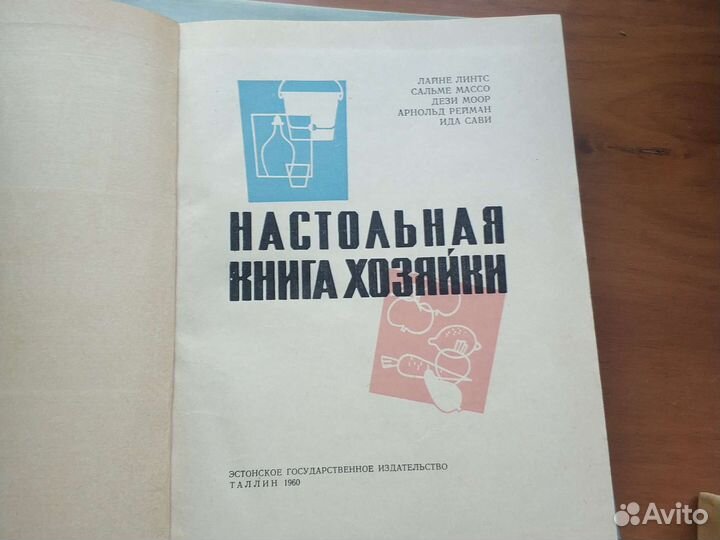 ЛАЙНЕ ЛИНТС
САЛЬМЕ МАССО
ДЕЗИ МООР
АРНОЛЬД РЕЙМАН
ИДА САВИ
НАСТОЛЬНАЯ
КНИГА ХОЗЯЙКИ
ЭСТОНСКОЕ ГОСУДАРСТВЕННОЕ ИЗДАТЕЛЬСТВО
ТАЛЛИН 1960
Avito